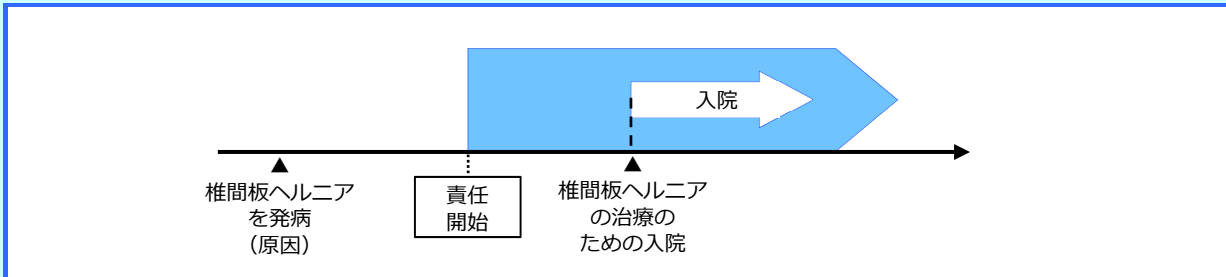 入院
椎間板ヘルニア
を発病
（原因）
責任
開始
椎間板ヘルニア
の治療の
ための入院